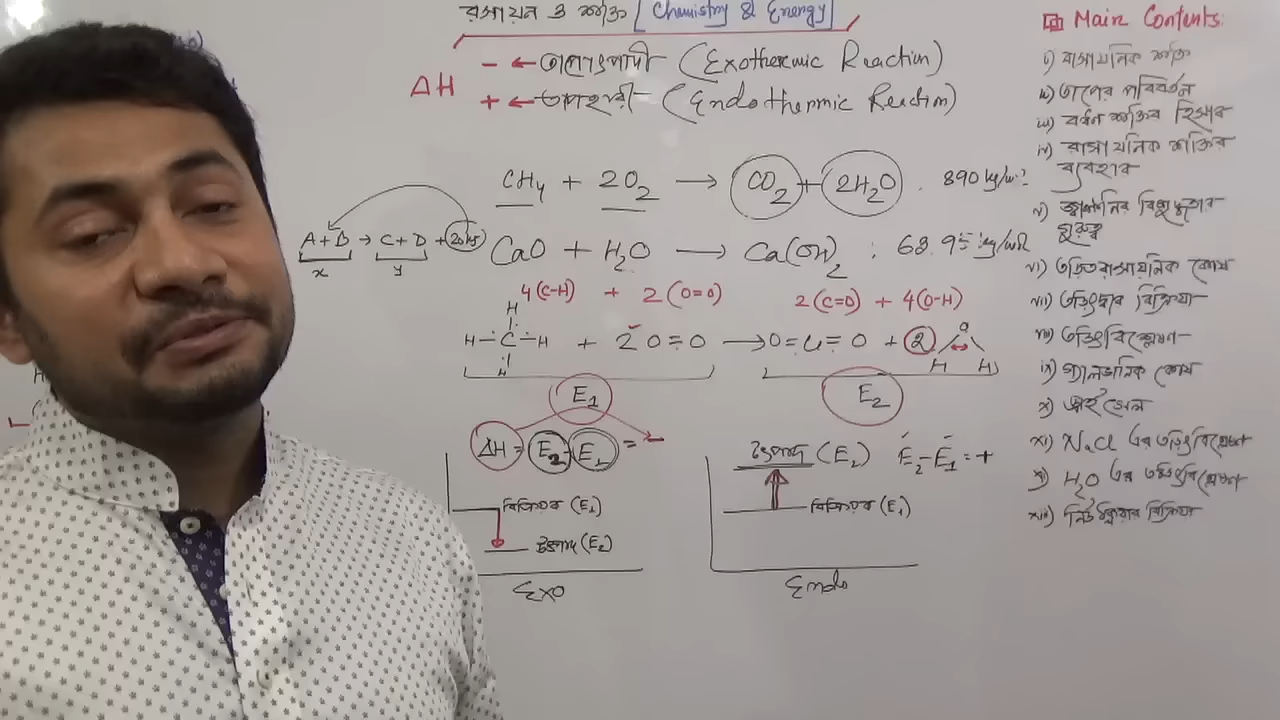 রসায়ন ও শক্তি [Chemistry & Energy]
ΔH
- ← তাপোৎপাদী (Exothermic Reaction)
+ ← তাপহারী (Endothermic Reaction)
CH4 + 2O2 → CO2 + 2H2O . 890 kj/
A + B → C + D +
x y
CaO + H2O → Ca(OH)2 : 63.95 kj/
4(C-H) + 2(O=O) 2(C=O) + 4(O-H)
H
H-C-H + 2 O=O → O=C=O + 2 O
H H H
E1 E2
ΔH = E2 - E1 = -
বিক্রিয়ক (E1)
উৎপাদ (E2)
Exo
উৎপাদ (E2) E2-E1 = +
বিক্রিয়ক (E1)
Endo
Main Contents:
i) রাসায়নিক শক্তি
ii) তাপের পরিবর্তন
iii) বন্ধন শক্তির হিসাব
iv) রাসায়নিক শক্তির
ব্যবহার
v) জ্বালানির বিশুদ্ধতার
গুরুত্ব
vi) তড়িৎরাসায়নিক কোষ
vii) তড়িৎদ্বার বিক্রিয়া
viii) তড়িৎবিশ্লেষণ
ix) গ্যালভানিক কোষ
x) ড্রাই সেল
xi) NaCl এর তড়িৎবিশ্লেষণ
xii) H2O এর তড়িৎবিশ্লেষণ
xiii) নিউক্লিয়ার বিক্রিয়া